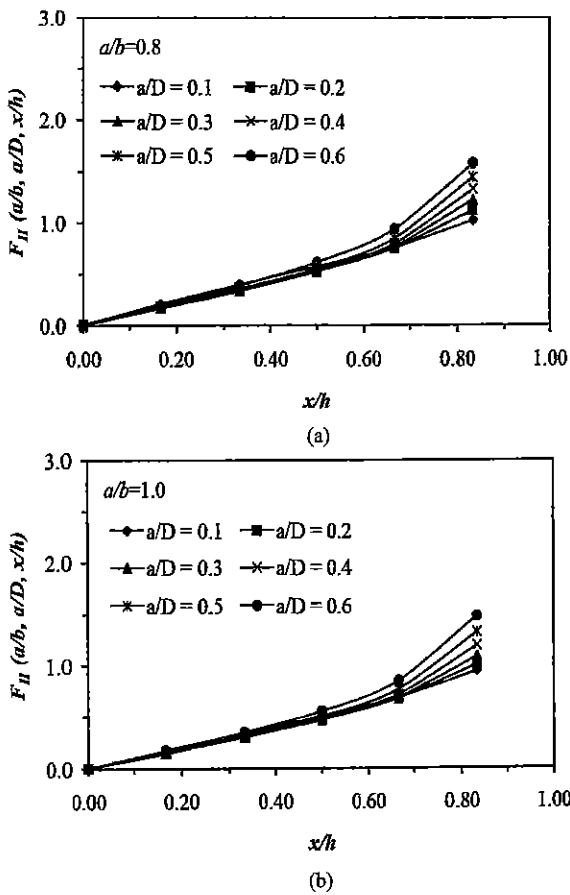 3.0
a/b=0.8
a/D = 0.1 a/D = 0.2
2.0
a/D = 0.3 a/D = 0.4
a/D = 0.5 a/D = 0.6
F_II (a/b, a/D, x/h)
1.0
0.0
0.00 0.20 0.40 0.60 0.80 1.00
x/h
(a)
3.0
a/b=1.0
a/D = 0.1 a/D = 0.2
2.0
a/D = 0.3 a/D = 0.4
a/D = 0.5 a/D = 0.6
F_II (a/b, a/D, x/h)
1.0
0.0
0.00 0.20 0.40 0.60 0.80 1.00
x/h
(b)